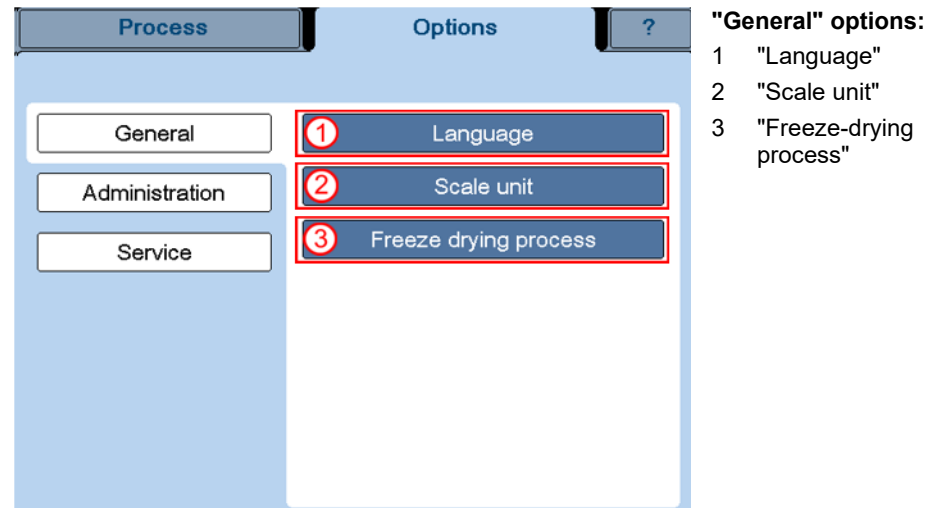 Process
Options
?
General
Administration
Service
1 Language
2 Scale unit
3 Freeze drying process
"General" options:
1 "Language"
2 "Scale unit"
3 "Freeze-drying
process"